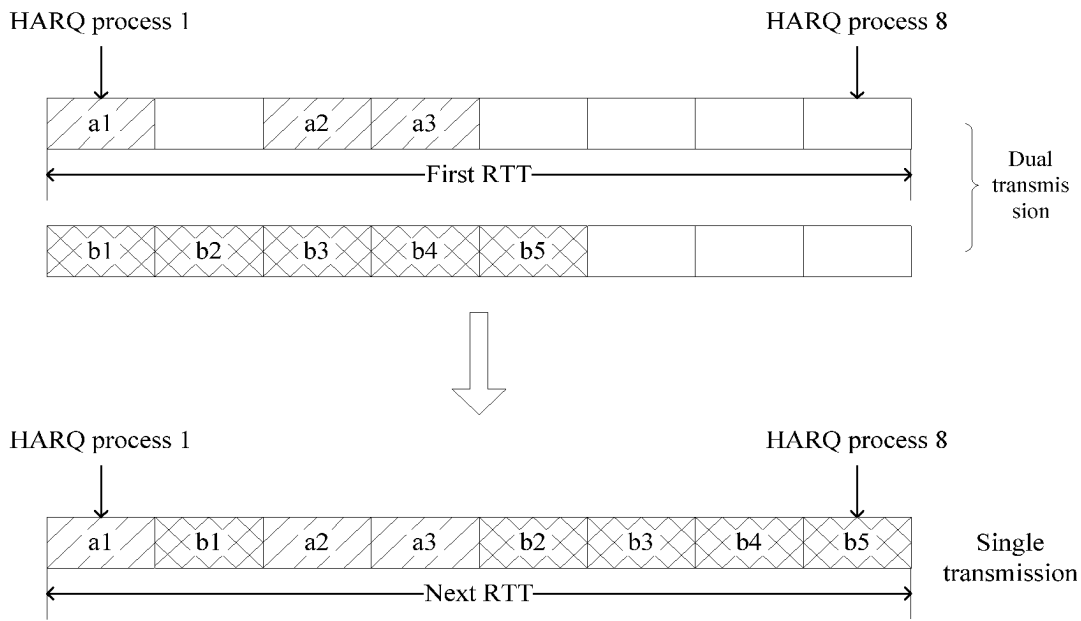 HARQ process 1
HARQ process 8
a1 a2 a3
First RTT
Dual
transmis
sion
b1 b2 b3 b4 b5
HARQ process 1
HARQ process 8
a1 b1 a2 a3 b2 b3 b4 b5
Single
transmission
Next RTT